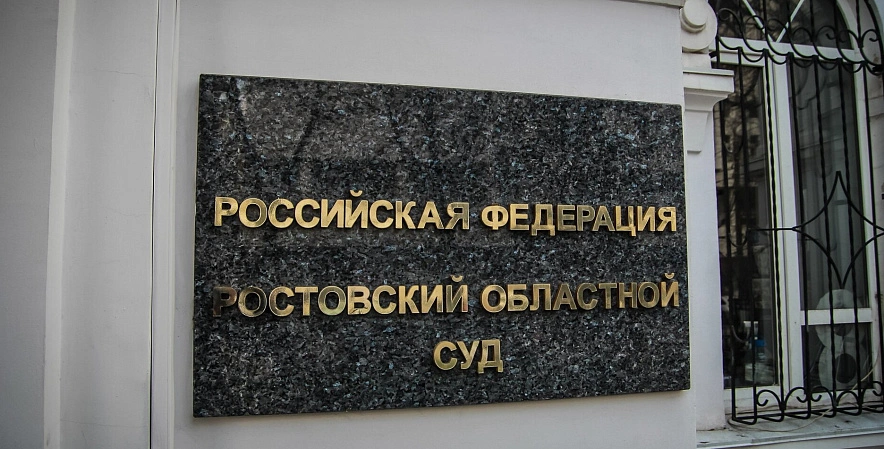 РОССИЙСКАЯ ФЕДЕРАЦИЯ
РОСТОВСКИЙ ОБЛАСТНОЙ
СУД